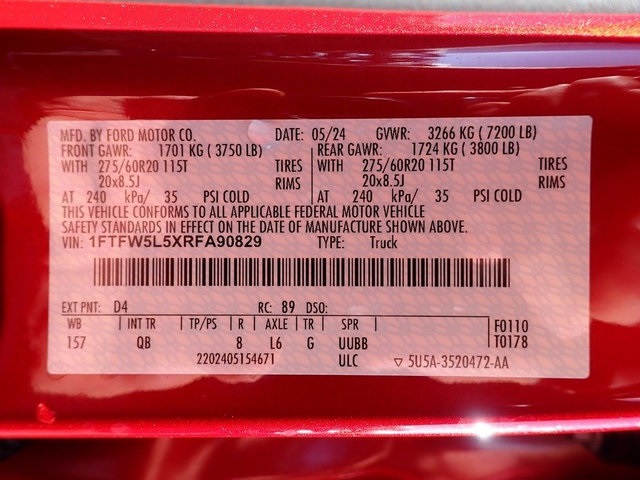 MFD. BY FORD MOTOR CO. DATE: 05/24 GVWR: 3266 KG ( 7200 LB)
FRONT GAWR: 1701 KG ( 3750 LB) REAR GAWR: 1724 KG ( 3800 LB)
WITH 275/60R20 115T TIRES WITH 275/60R20 115T TIRES
20x8.5J RIMS 20x8.5J RIMS
AT 240 kPa/ 35 PSI COLD AT 240 kPa/ 35 PSI COLD
THIS VEHICLE CONFORMS TO ALL APPLICABLE FEDERAL MOTOR VEHICLE
SAFETY STANDARDS IN EFFECT ON THE DATE OF MANUFACTURE SHOWN ABOVE.
VIN: 1FTFW5L5XRFA90829 TYPE: Truck
EXT PNT: D4 RC: 89 DSO:
WB INT TR TP/PS R AXLE TR SPR F0110
157 QB 8 L6 G UUBB T0178
2202405154671 ULC ▽ 5U5A-3520472-AA